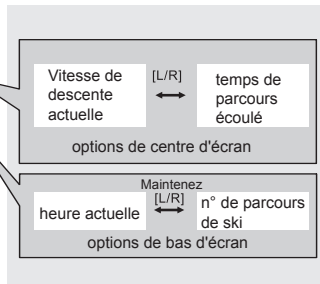 Vitesse de
descente
actuelle
[L/R]
temps de
parcours
écoulé
options de centre d'écran
heure actuelle
Maintenez
[L/R]
n° de parcours
de ski
options de bas d'écran